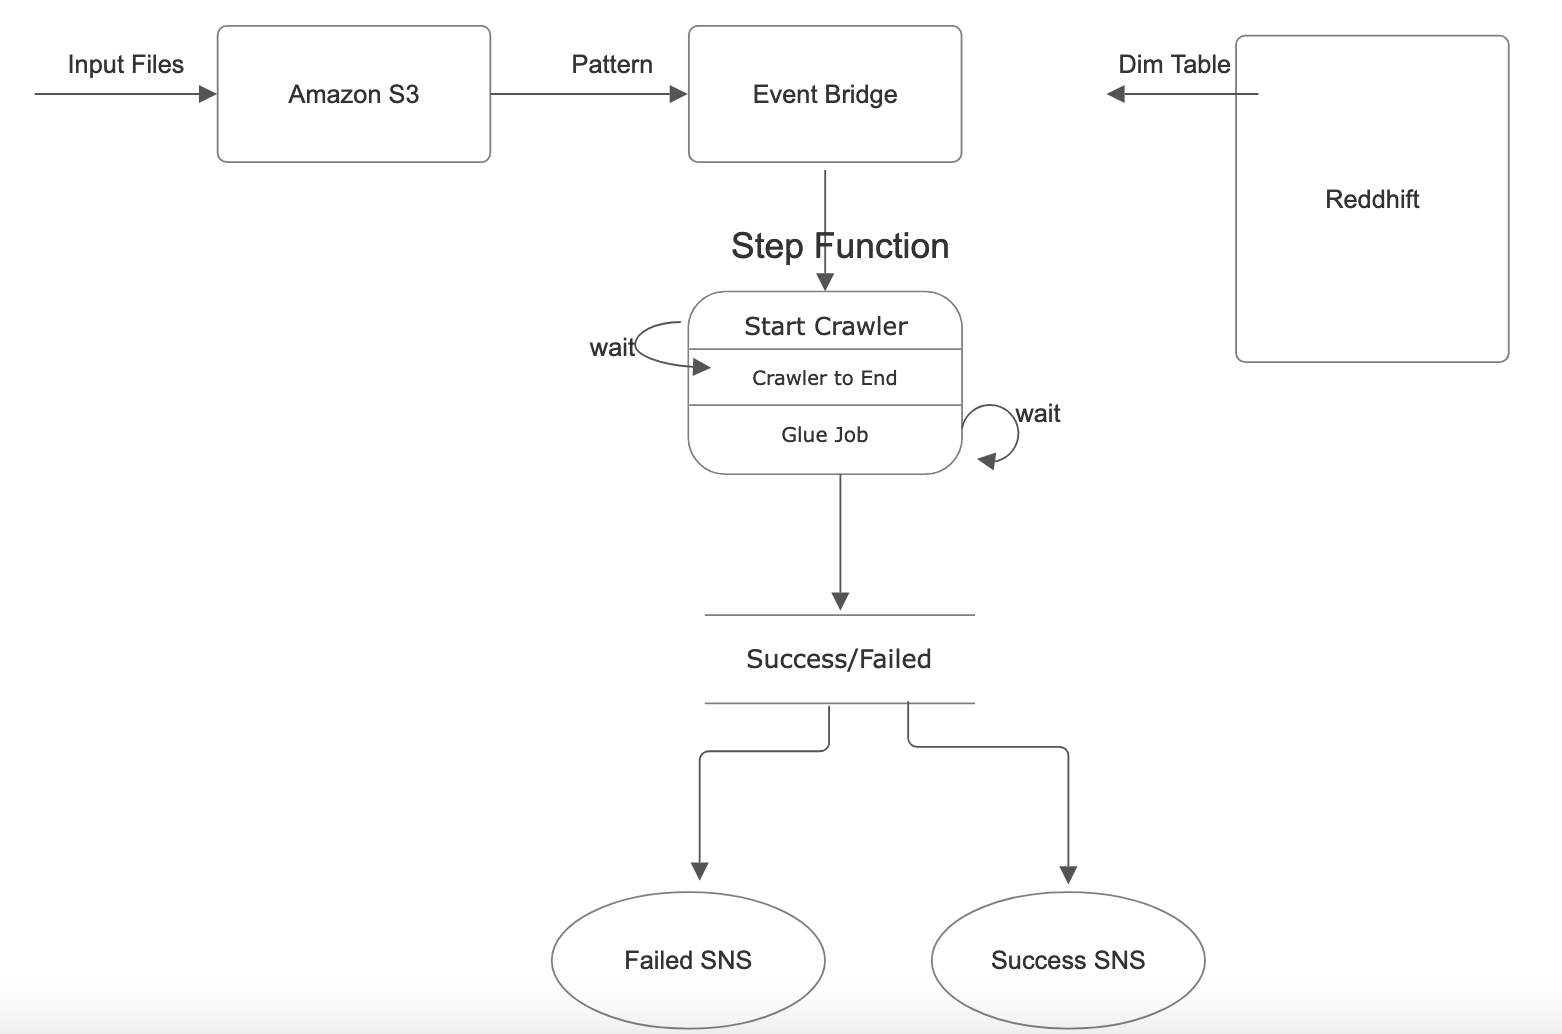 Input Files
Amazon S3
Pattern
Event Bridge
Dim Table
Reddhift
Step Function
Start Crawler
wait
Crawler to End
wait
Glue Job
Success/Failed
Failed SNS
Success SNS